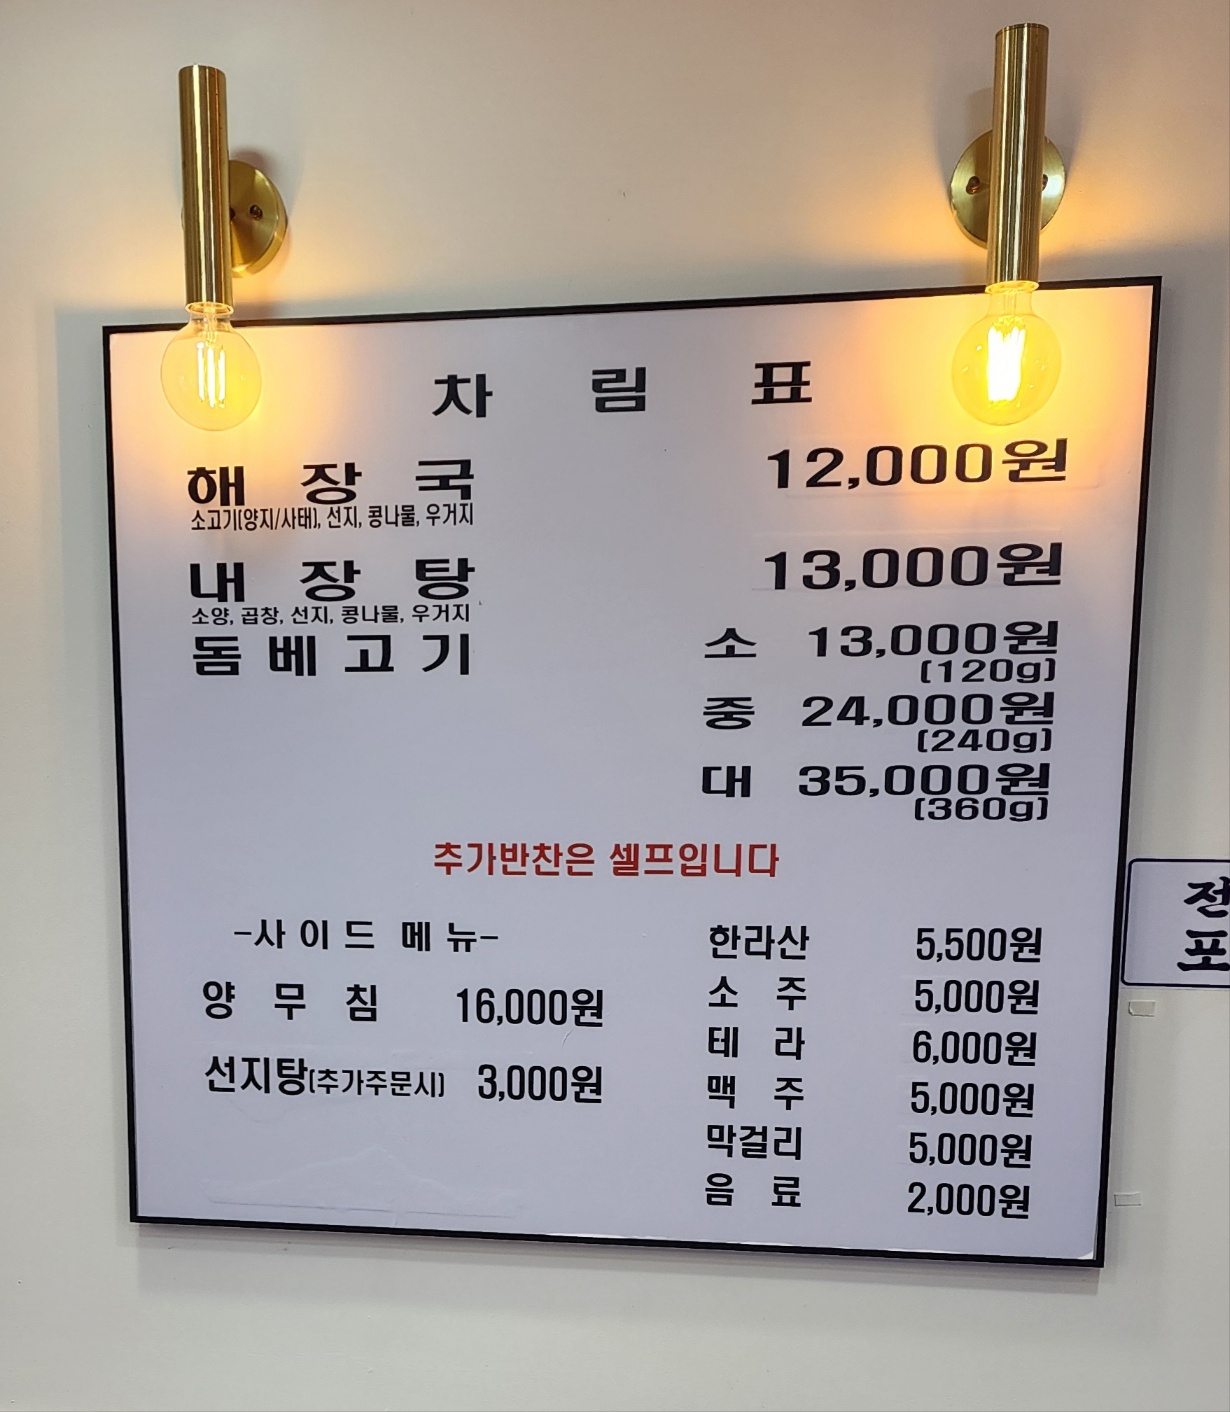 차 림 표
해 장 국 12,000원
소고기(양지/사태), 선지, 콩나물, 우거지
내 장 탕 13,000원
소양, 곱창, 선지, 콩나물, 우거지
돔베고기 소 13,000원
(120g)
중 24,000원
(240g)
대 35,000원
(360g)
추가반찬은 셀프입니다
-사이드 메뉴-
양 무 침 16,000원
선지탕(추가주문시) 3,000원
한라산 5,500원
소 주 5,000원
테 라 6,000원
맥 주 5,000원
막걸리 5,000원
음 료 2,000원
전
포